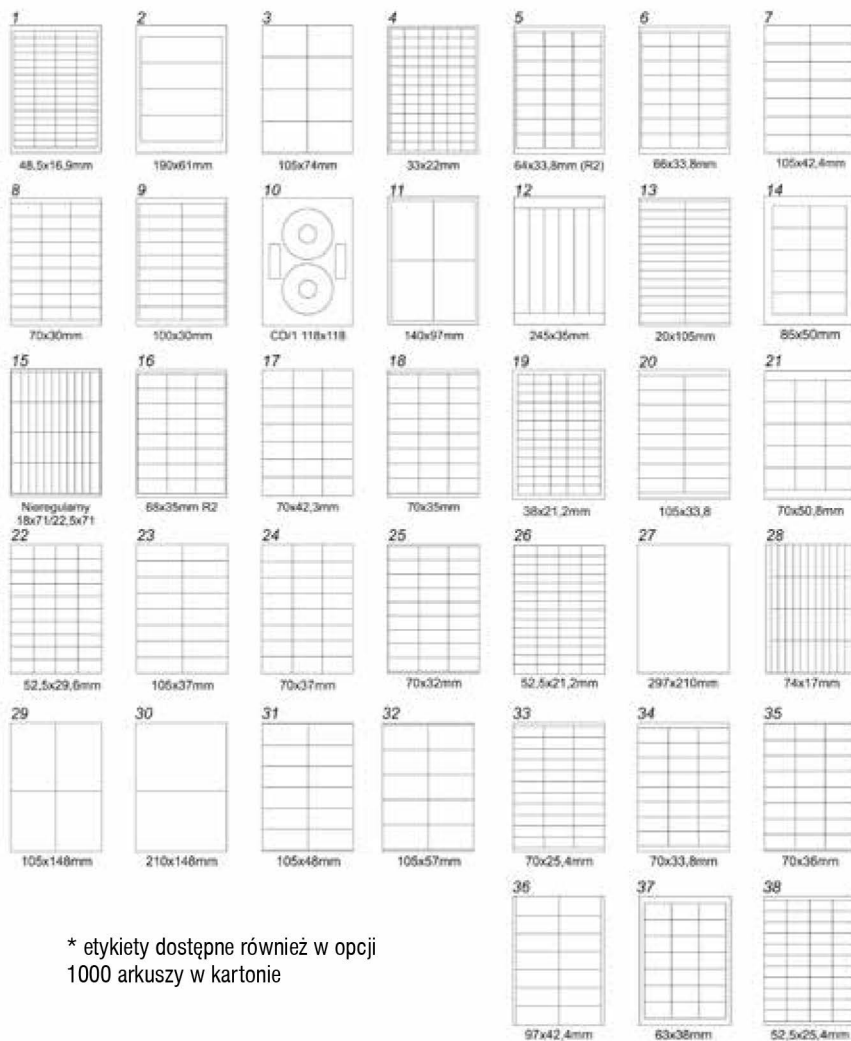 1 2 3 4 5 6 7
48,5x16,9mm 190x61mm 105x74mm 33x22mm 64x33,8mm (R2) 66x33,8mm 105x42,4mm
8 9 10 11 12 13 14
70x30mm 100x30mm CD/1 118x118 140x97mm 245x35mm 20x105mm 85x50mm
15 16 17 18 19 20 21
Nieregularny 68x35mm R2 70x42,3mm 70x35mm 38x21,2mm 105x33,8 70x50,8mm
18x71/22,5x71
22 23 24 25 26 27 28
52,5x29,6mm 105x37mm 70x37mm 70x32mm 52,5x21,2mm 297x210mm 74x17mm
29 30 31 32 33 34 35
105x148mm 210x148mm 105x48mm 105x57mm 70x25,4mm 70x33,8mm 70x36mm
36 37 38
97x42,4mm 63x38mm 52,5x25,4mm
* etykiety dostępne również w opcji
1000 arkuszy w kartonie